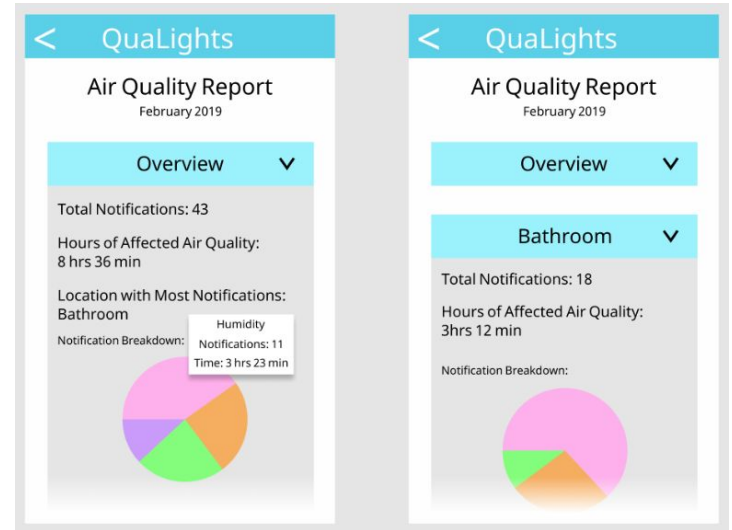 < QuaLights
Air Quality Report
February 2019
Overview
Total Notifications: 43
Hours of Affected Air Quality:
8 hrs 36 min
Location with Most Notifications:
Bathroom
Notification Breakdown:
Humidity
Notifications: 11
Time: 3 hrs 23 min
< QuaLights
Air Quality Report
February 2019
Overview
Bathroom
Total Notifications: 18
Hours of Affected Air Quality:
3hrs 12 min
Notification Breakdown: